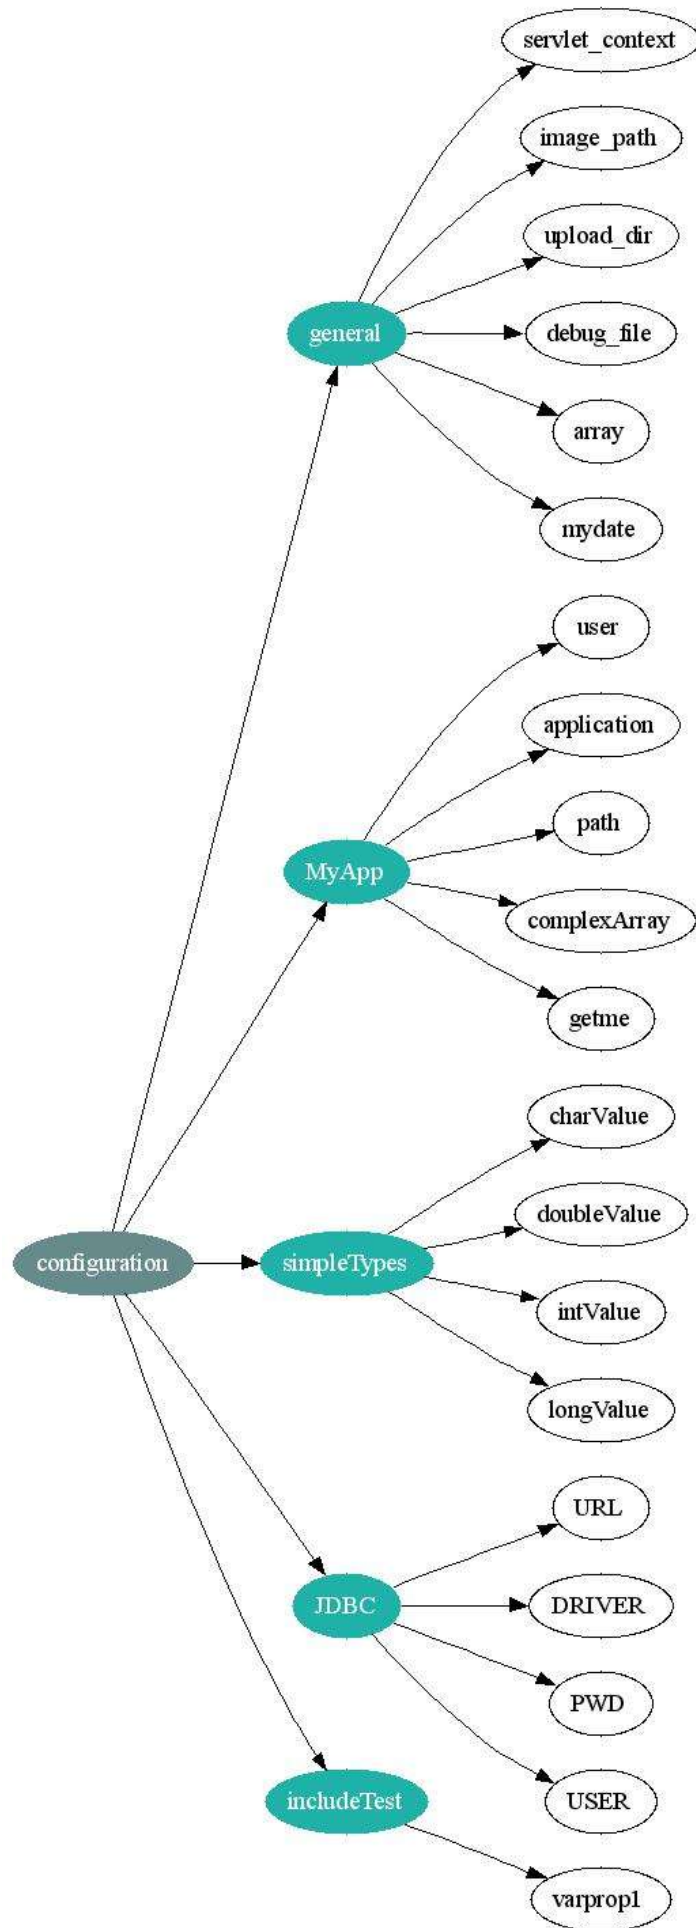 servlet_context
image_path
upload_dir
general
debug_file
array
mydate
user
application
path
MyApp
complexArray
getme
charValue
doubleValue
configuration
simpleTypes
intValue
longValue
URL
JDBC
DRIVER
PWD
includeTest
USER
varprop1